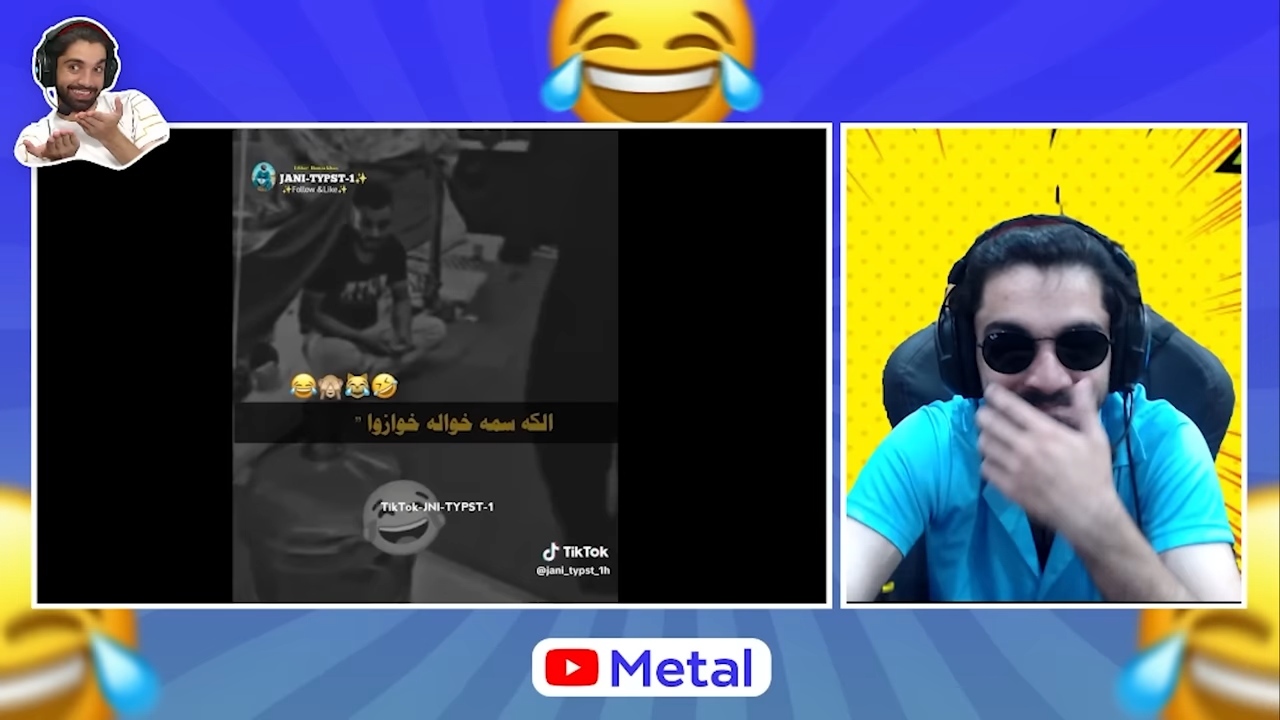 JANI-TYPST-1✨
✨Follow &Like✨
😂🙈😹🤣
الکه سمه خواله خوازوا "
TikTok-JNI-TYPST-1
TikTok
@jani_typst_1h
Metal